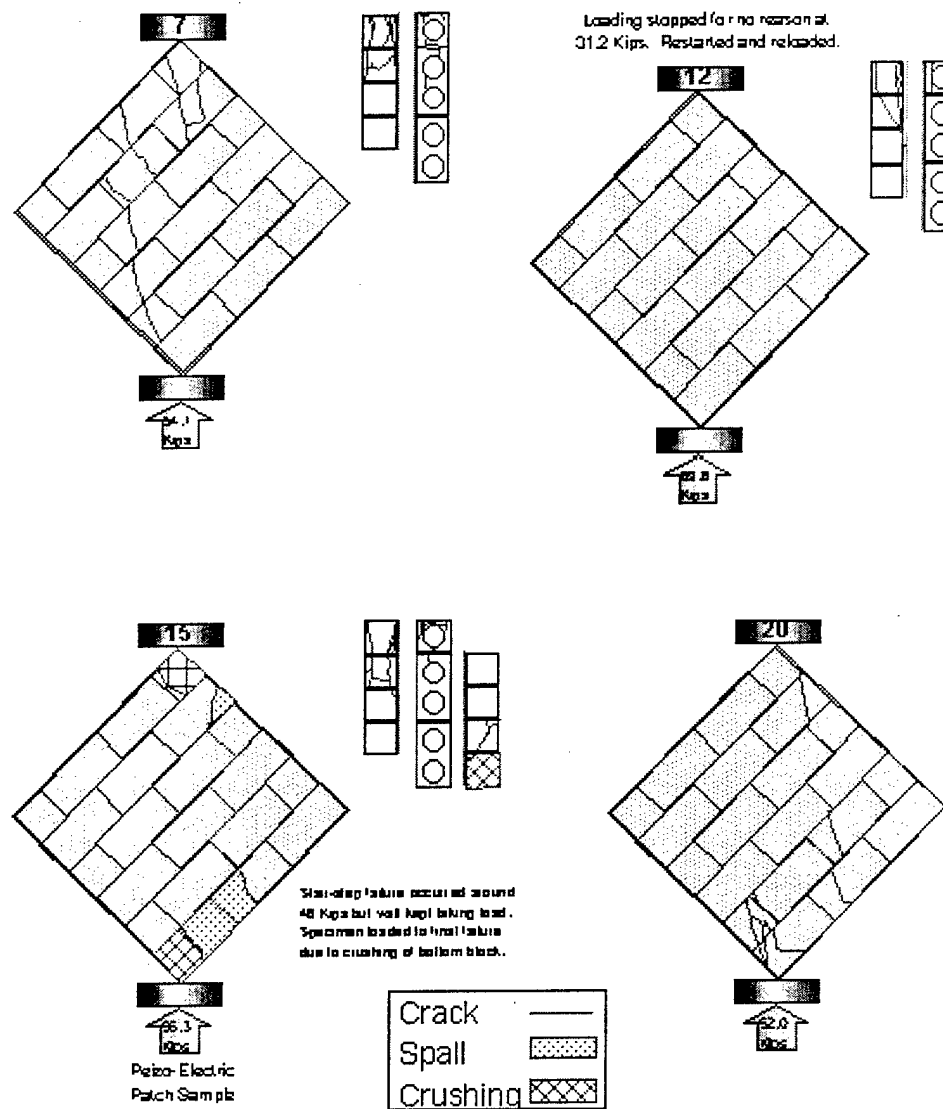 7
Loading stopped for no reason at
31.2 Kips. Restarted and reloaded.
12
Kips
Kips
15
20
Stair-step failure occurred around
48 Kips but wall kept taking load.
Specimen loaded to final failure
due to crushing of bottom block.
Kips
Peizo-Electric
Patch Sample
52.0
Kips
Crack
Spall
Crushing